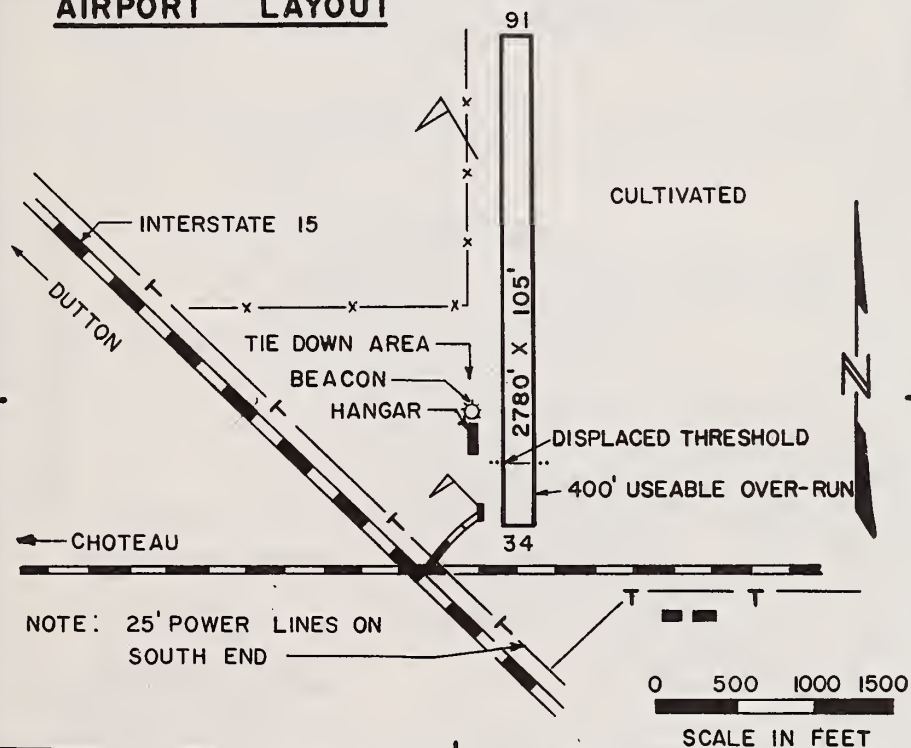 AIRPORT LAYOUT
91
CULTIVATED
INTERSTATE 15
DUTTON
2780' X 105'
TIE DOWN AREA
BEACON
HANGAR
DISPLACED THRESHOLD
400' USEABLE OVER-RUN
N
CHOTEAU
34
NOTE: 25' POWER LINES ON
SOUTH END
0 500 1000 1500
SCALE IN FEET